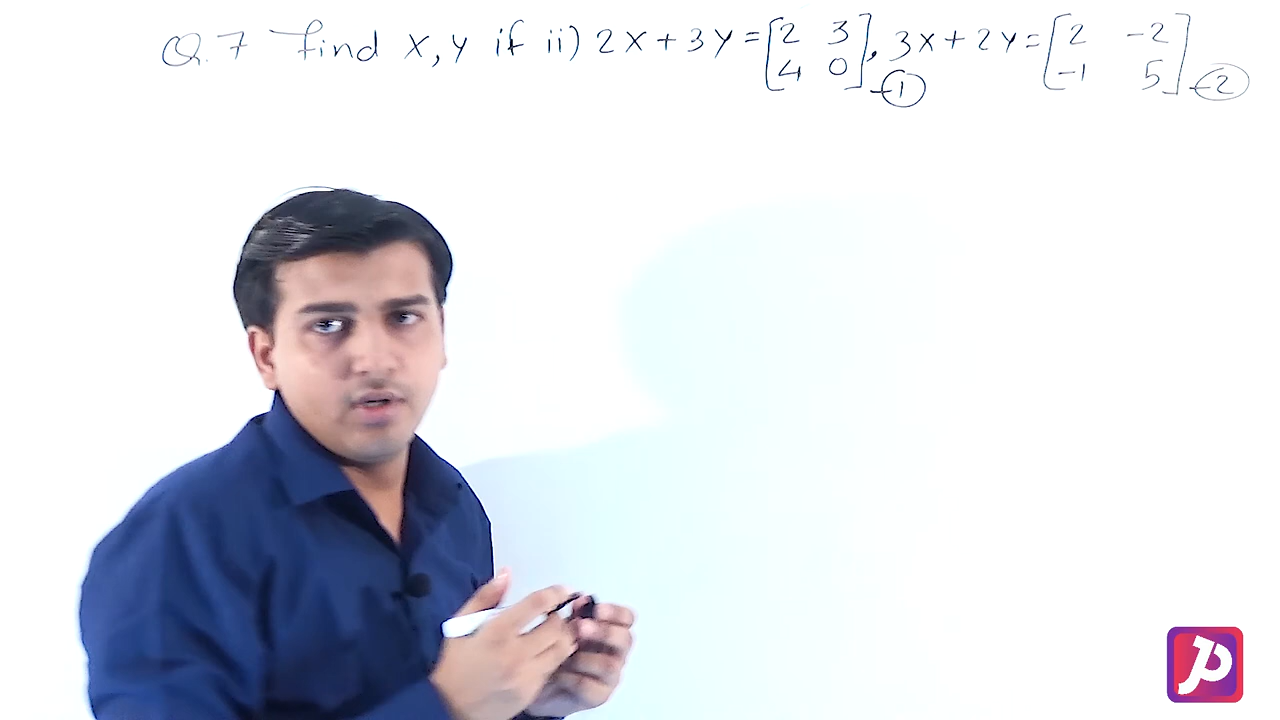 Q.7 Find X, Y if ii) 2X + 3Y = [2 3 4 0], 3X + 2Y = [2 -2 -1 5]
-① -②